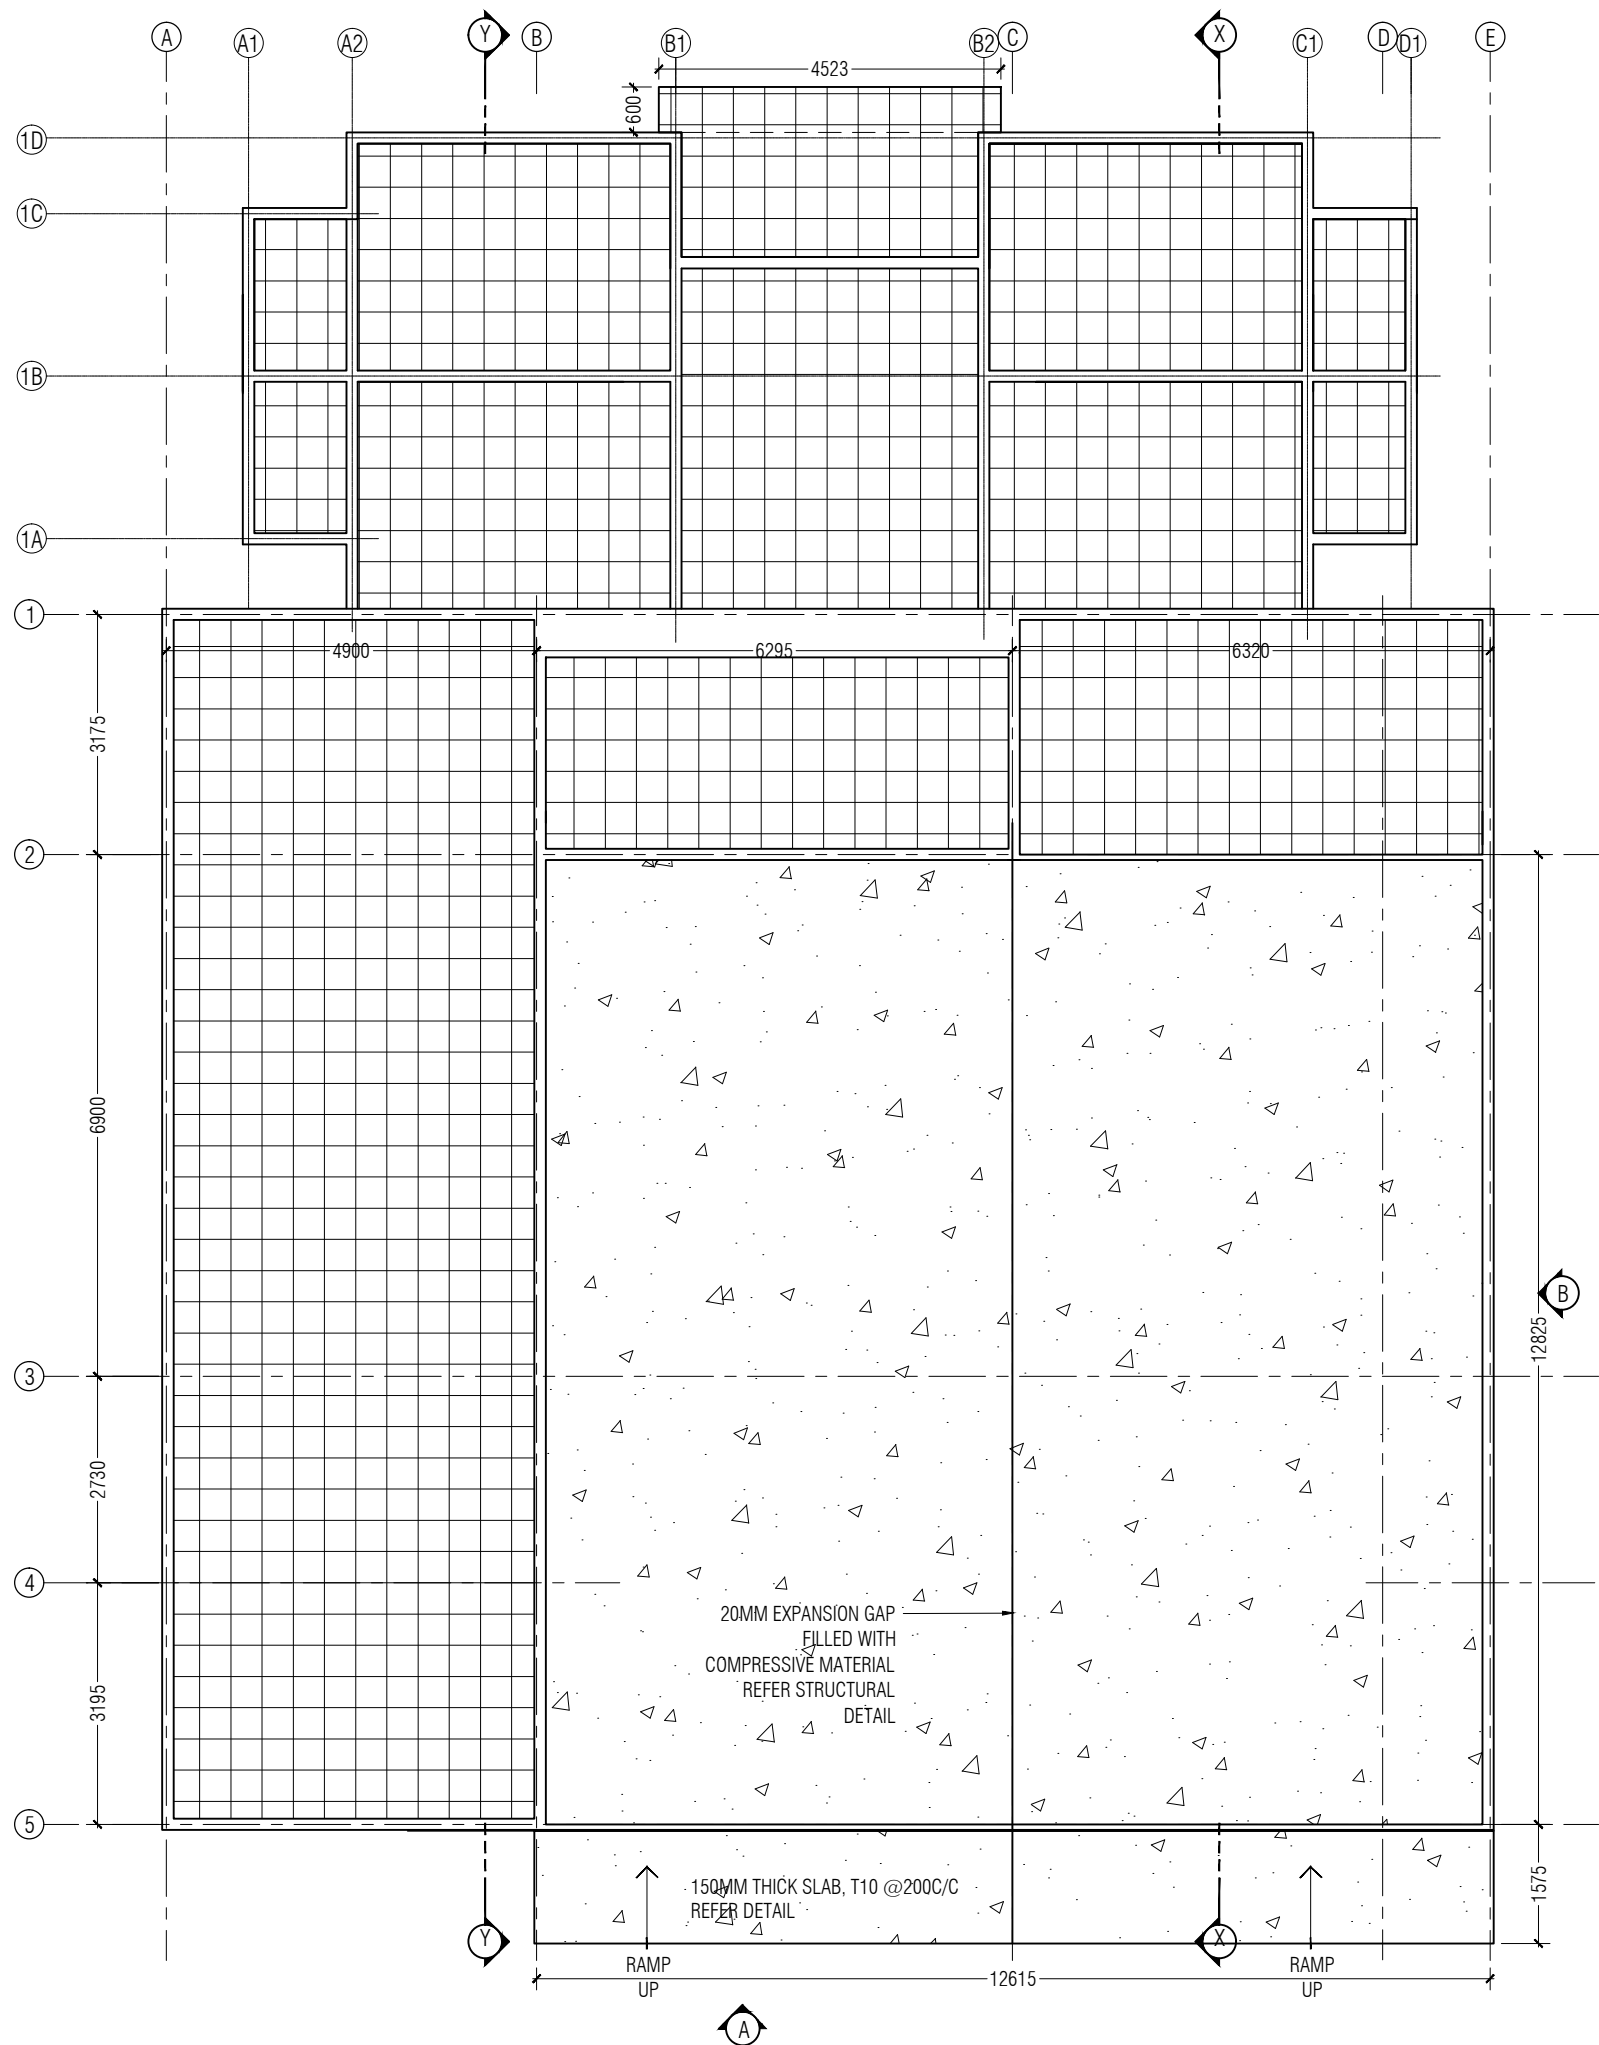 A
A1
A2
Y
B
B1
B2
C
X
C1
D
D1
E
4523
600
1D
1C
1B
1A
1
4900
6295
6320
3175
2
6900
B
12825
3
2730
4
20MM EXPANSION GAP
FILLED WITH
COMPRESSIVE MATERIAL
REFER STRUCTURAL
DETAIL
3195
5
150MM THICK SLAB, T10 @200C/C
REFER DETAIL
1575
Y
X
RAMP
UP
RAMP
UP
12615
A